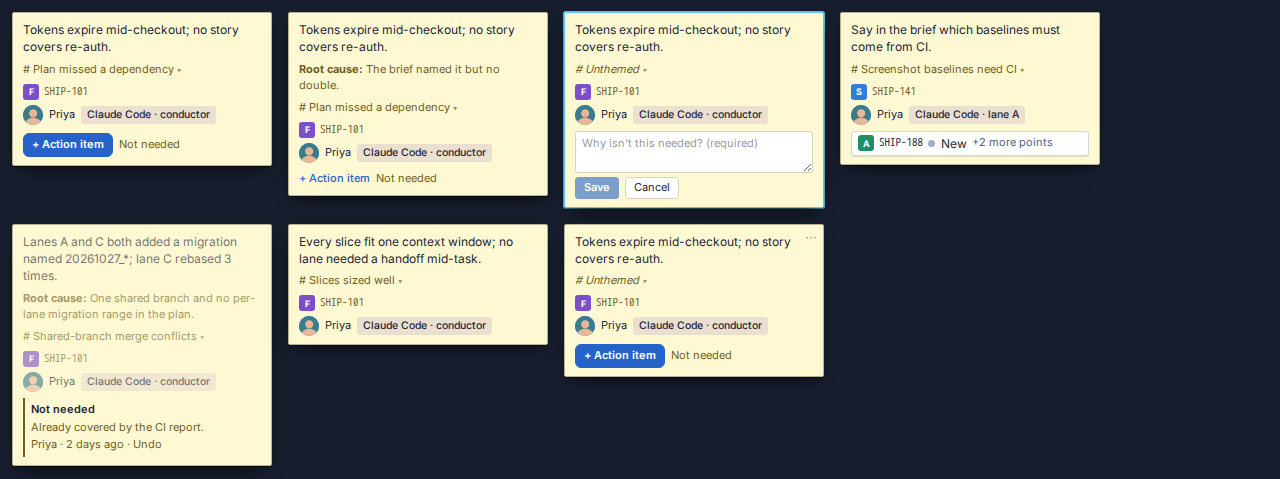 Tokens expire mid-checkout; no story
covers re-auth.
# Plan missed a dependency
F SHIP-101
Priya Claude Code · conductor
+ Action item Not needed
Tokens expire mid-checkout; no story
covers re-auth.
Root cause: The brief named it but no
double.
# Plan missed a dependency
F SHIP-101
Priya Claude Code · conductor
+ Action item Not needed
Tokens expire mid-checkout; no story
covers re-auth.
# Unthemed
F SHIP-101
Priya Claude Code · conductor
Why isn't this needed? (required)
Save Cancel
Say in the brief which baselines must
come from CI.
# Screenshot baselines need CI
S SHIP-141
Priya Claude Code · lane A
A SHIP-188 New +2 more points
Lanes A and C both added a migration
named 20261027_*; lane C rebased 3
times.
Root cause: One shared branch and no per-
lane migration range in the plan.
# Shared-branch merge conflicts
F SHIP-101
Priya Claude Code · conductor
Not needed
Already covered by the CI report.
Priya · 2 days ago · Undo
Every slice fit one context window; no
lane needed a handoff mid-task.
# Slices sized well
F SHIP-101
Priya Claude Code · conductor
Tokens expire mid-checkout; no story
covers re-auth.
# Unthemed
F SHIP-101
Priya Claude Code · conductor
+ Action item Not needed